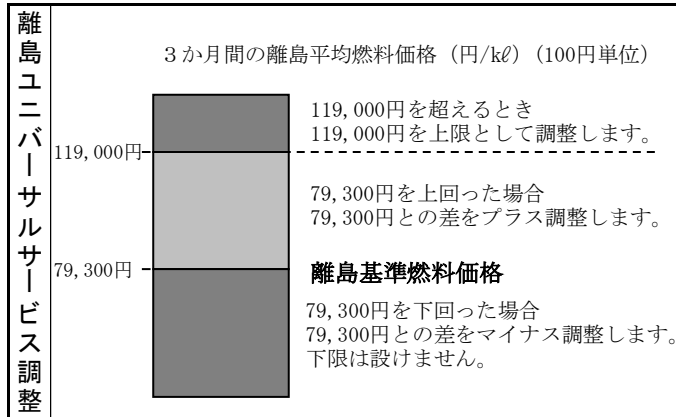 離島ユニバーサルサービス調整
3か月間の離島平均燃料価格（円/kℓ）（100円単位）
119,000円を超えるとき
119,000円を上限として調整します。
119,000円
79,300円を上回った場合
79,300円との差をプラス調整します。
79,300円
離島基準燃料価格
79,300円を下回った場合
79,300円との差をマイナス調整します。
下限は設けません。